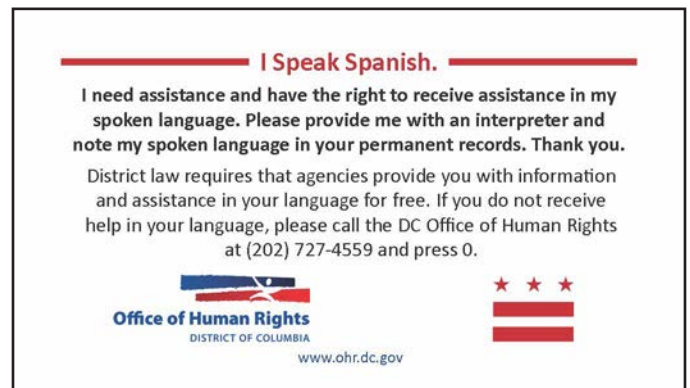 I Speak Spanish.
I need assistance and have the right to receive assistance in my
spoken language. Please provide me with an interpreter and
note my spoken language in your permanent records. Thank you.
District law requires that agencies provide you with information
and assistance in your language for free. If you do not receive
help in your language, please call the DC Office of Human Rights
at (202) 727-4559 and press 0.
Office of Human Rights
DISTRICT OF COLUMBIA
www.ohr.dc.gov